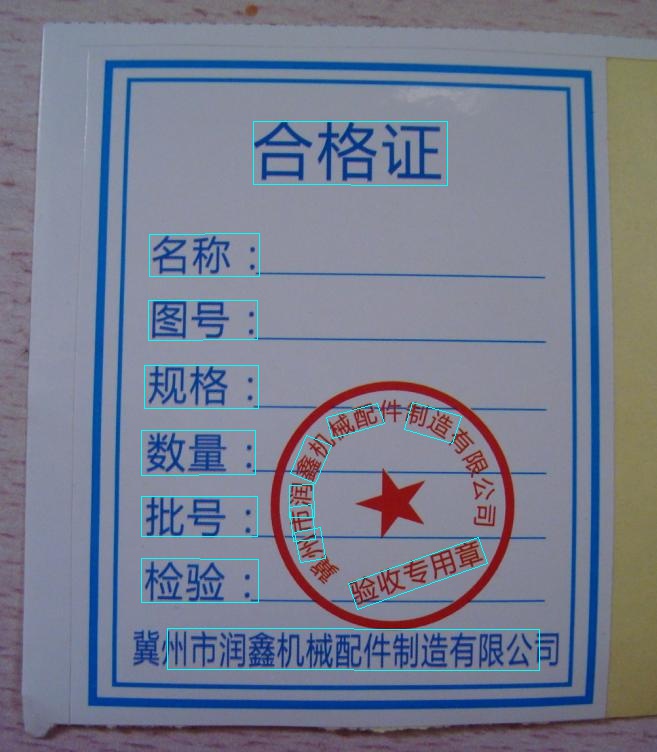 合格证
名称：
图号：
规格：
数量：
批号：
检验：
冀州市润鑫机械配件制造有限公司
验收专用章
冀州市润鑫机械配件制造有限公司